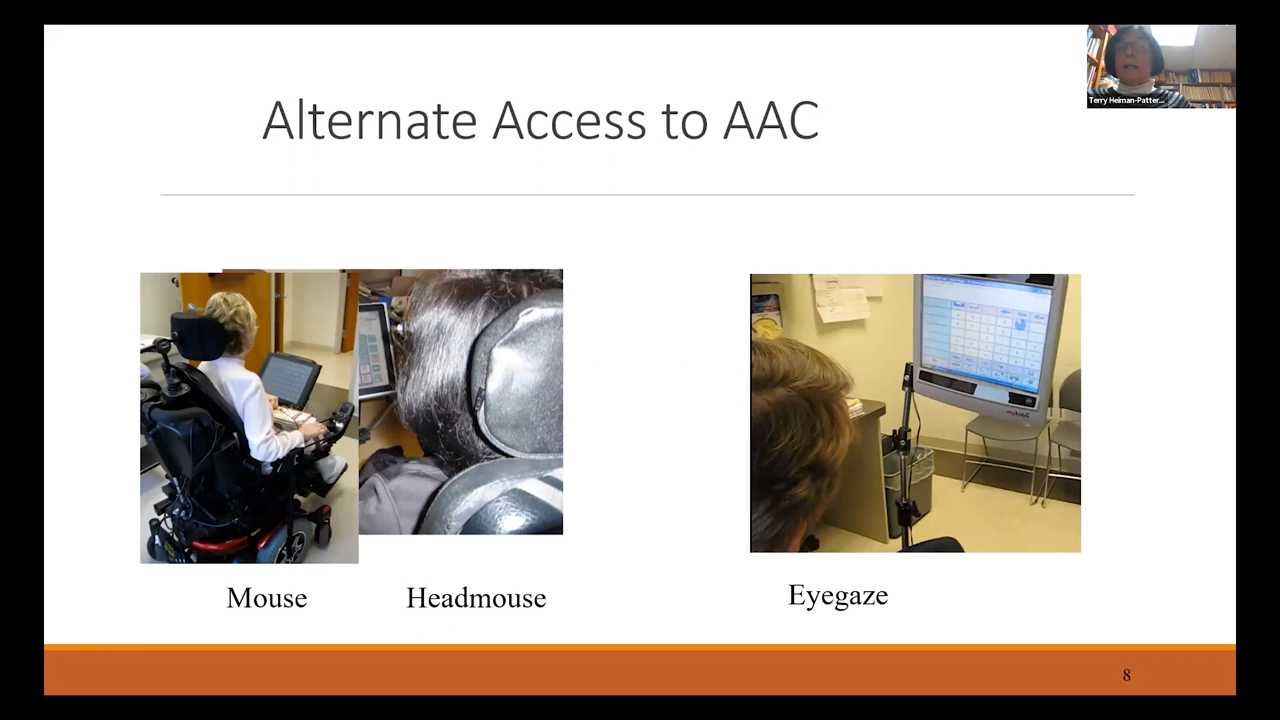 Alternate Access to AAC
Terry Heiman-Patter...
Mouse
Headmouse
Eyegaze
8